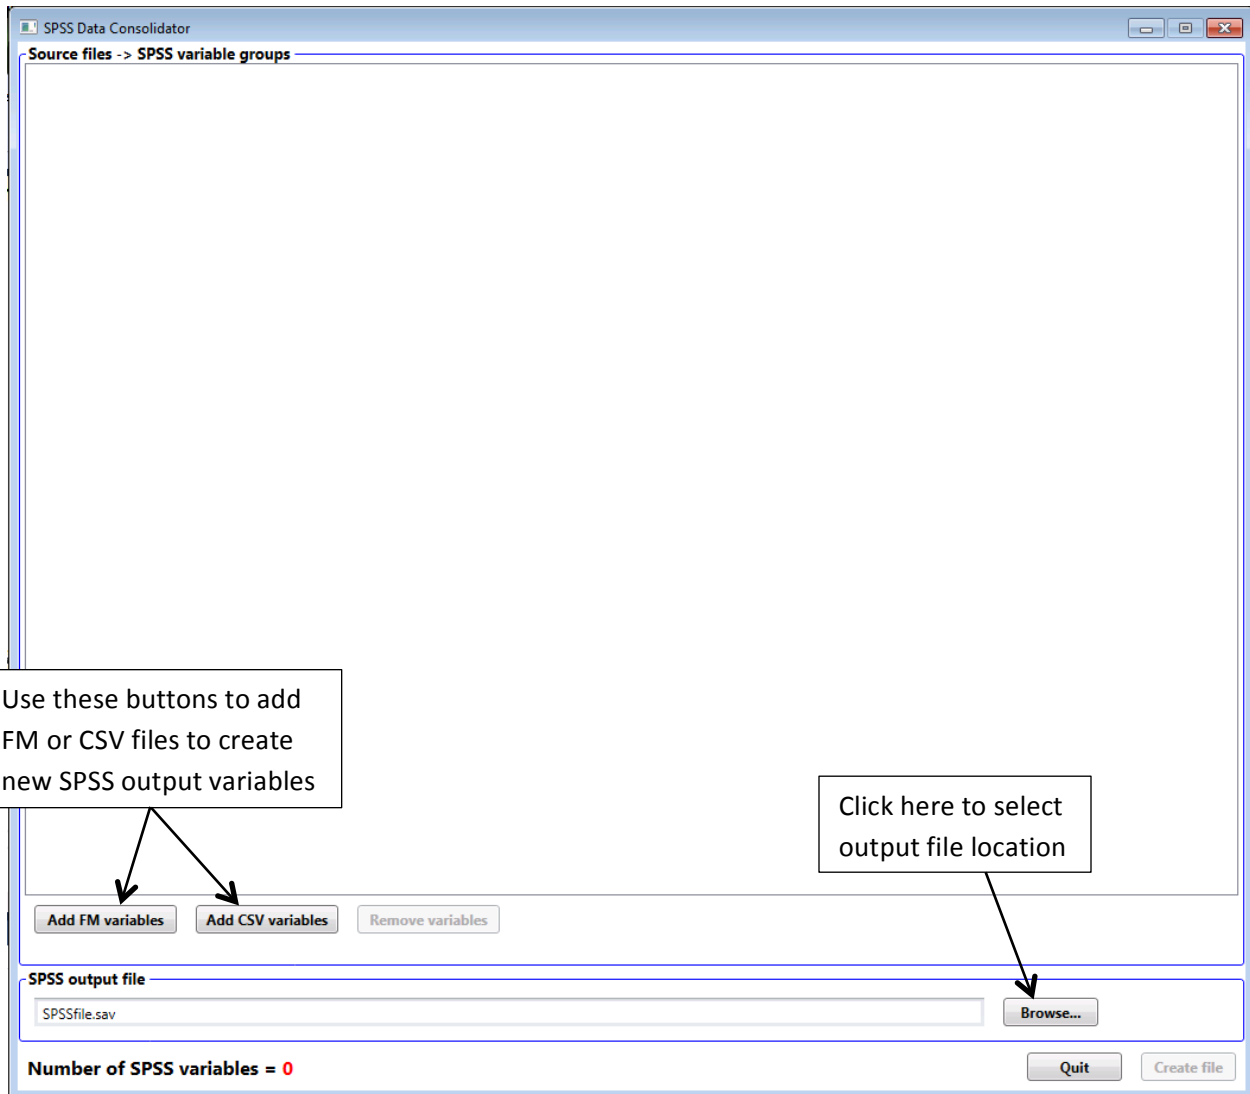 SPSS Data Consolidator
Source files -> SPSS variable groups
Use these buttons to add
FM or CSV files to create
new SPSS output variables
Click here to select
output file location
Add FM variables
Add CSV variables
Remove variables
SPSS output file
SPSSfile.sav
Browse...
Number of SPSS variables = 0
Quit
Create file